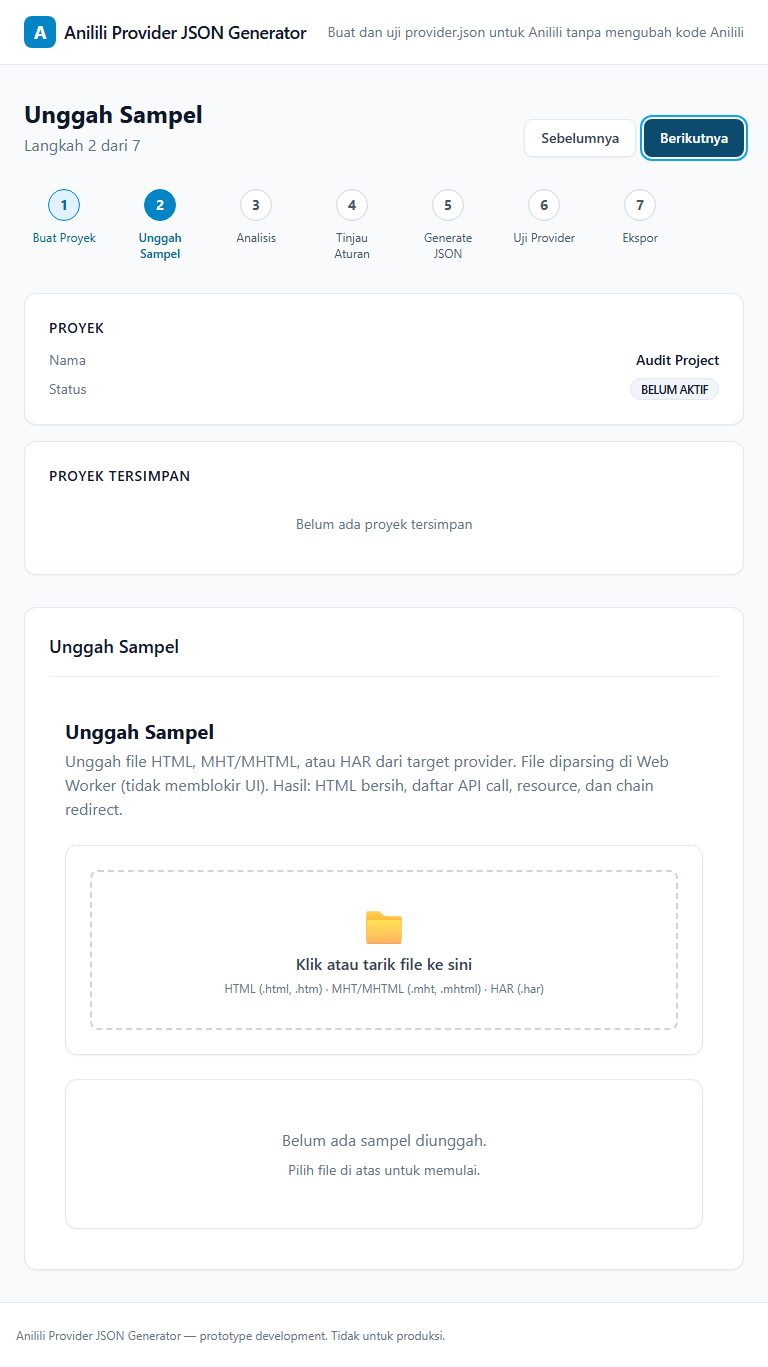 A Anilili Provider JSON Generator Buat dan uji provider.json untuk Anilili tanpa mengubah kode Anilili
Unggah Sampel
Langkah 2 dari 7
Sebelumnya Berikutnya
1 2 3 4 5 6 7
Buat Proyek Unggah Sampel Analisis Tinjau Aturan Generate JSON Uji Provider Ekspor
PROYEK
Nama Audit Project
Status BELUM AKTIF
PROYEK TERSIMPAN
Belum ada proyek tersimpan
Unggah Sampel
Unggah Sampel
Unggah file HTML, MHT/MHTML, atau HAR dari target provider. File diparsing di Web
Worker (tidak memblokir UI). Hasil: HTML bersih, daftar API call, resource, dan chain
redirect.
Klik atau tarik file ke sini
HTML (.html, .htm) · MHT/MHTML (.mht, .mhtml) · HAR (.har)
Belum ada sampel diunggah.
Pilih file di atas untuk memulai.
Anilili Provider JSON Generator — prototype development. Tidak untuk produksi.